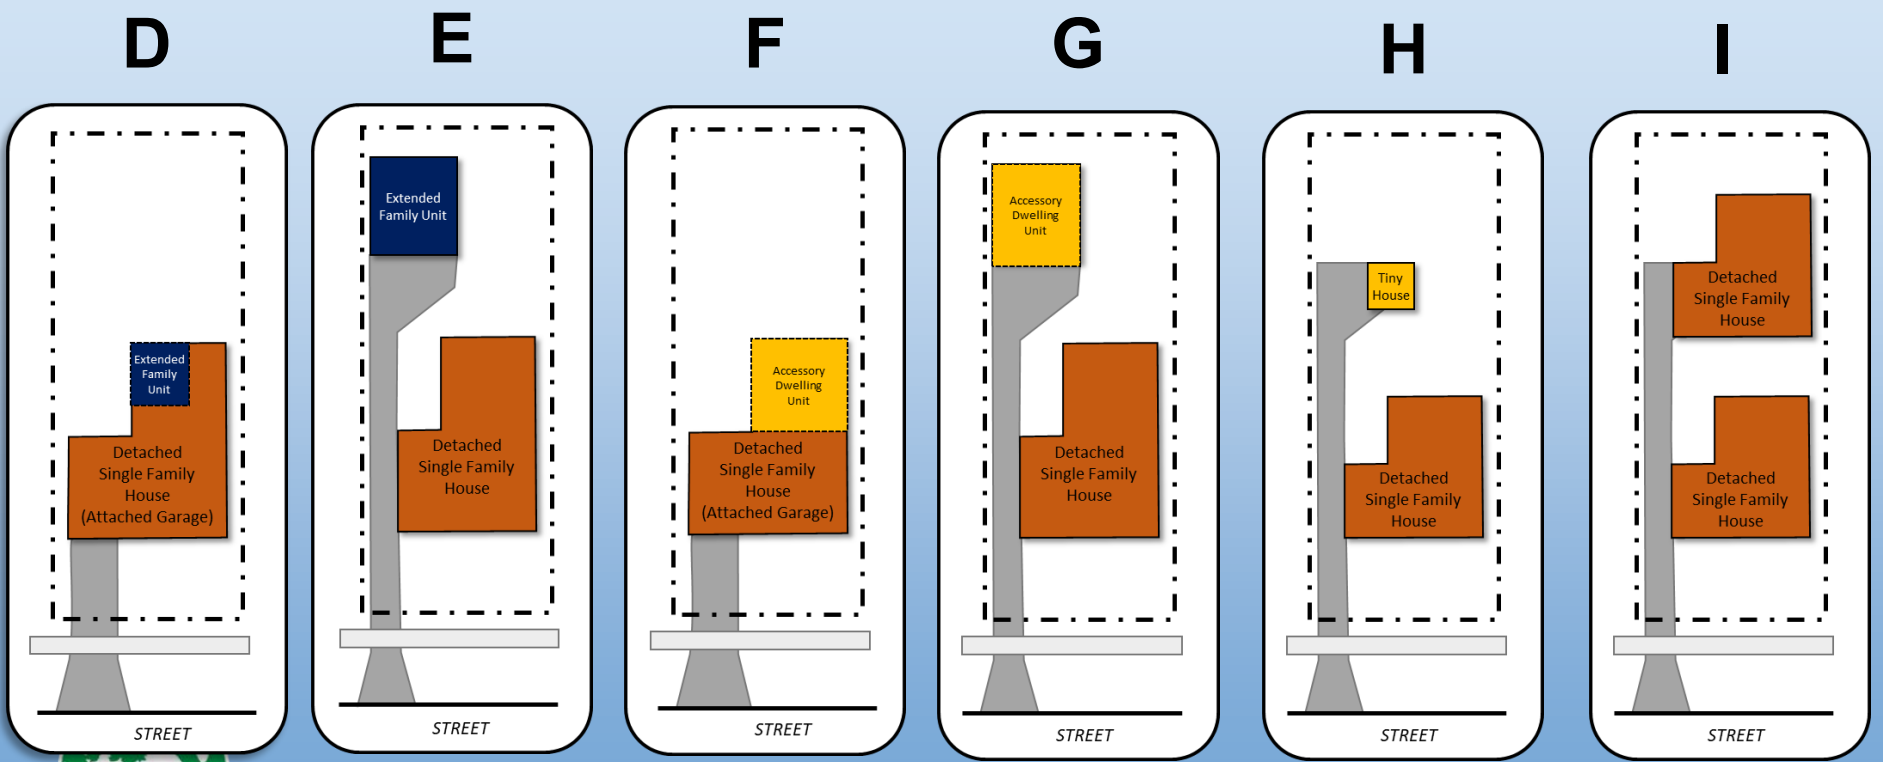 D
E
F
G
H
I
Extended
Family
Unit
Detached
Single Family
House
(Attached Garage)
STREET
Extended
Family Unit
Detached
Single Family
House
STREET
Accessory
Dwelling
Unit
Detached
Single Family
House
(Attached Garage)
STREET
Accessory
Dwelling
Unit
Detached
Single Family
House
STREET
Tiny
House
Detached
Single Family
House
STREET
Detached
Single Family
House
Detached
Single Family
House
STREET